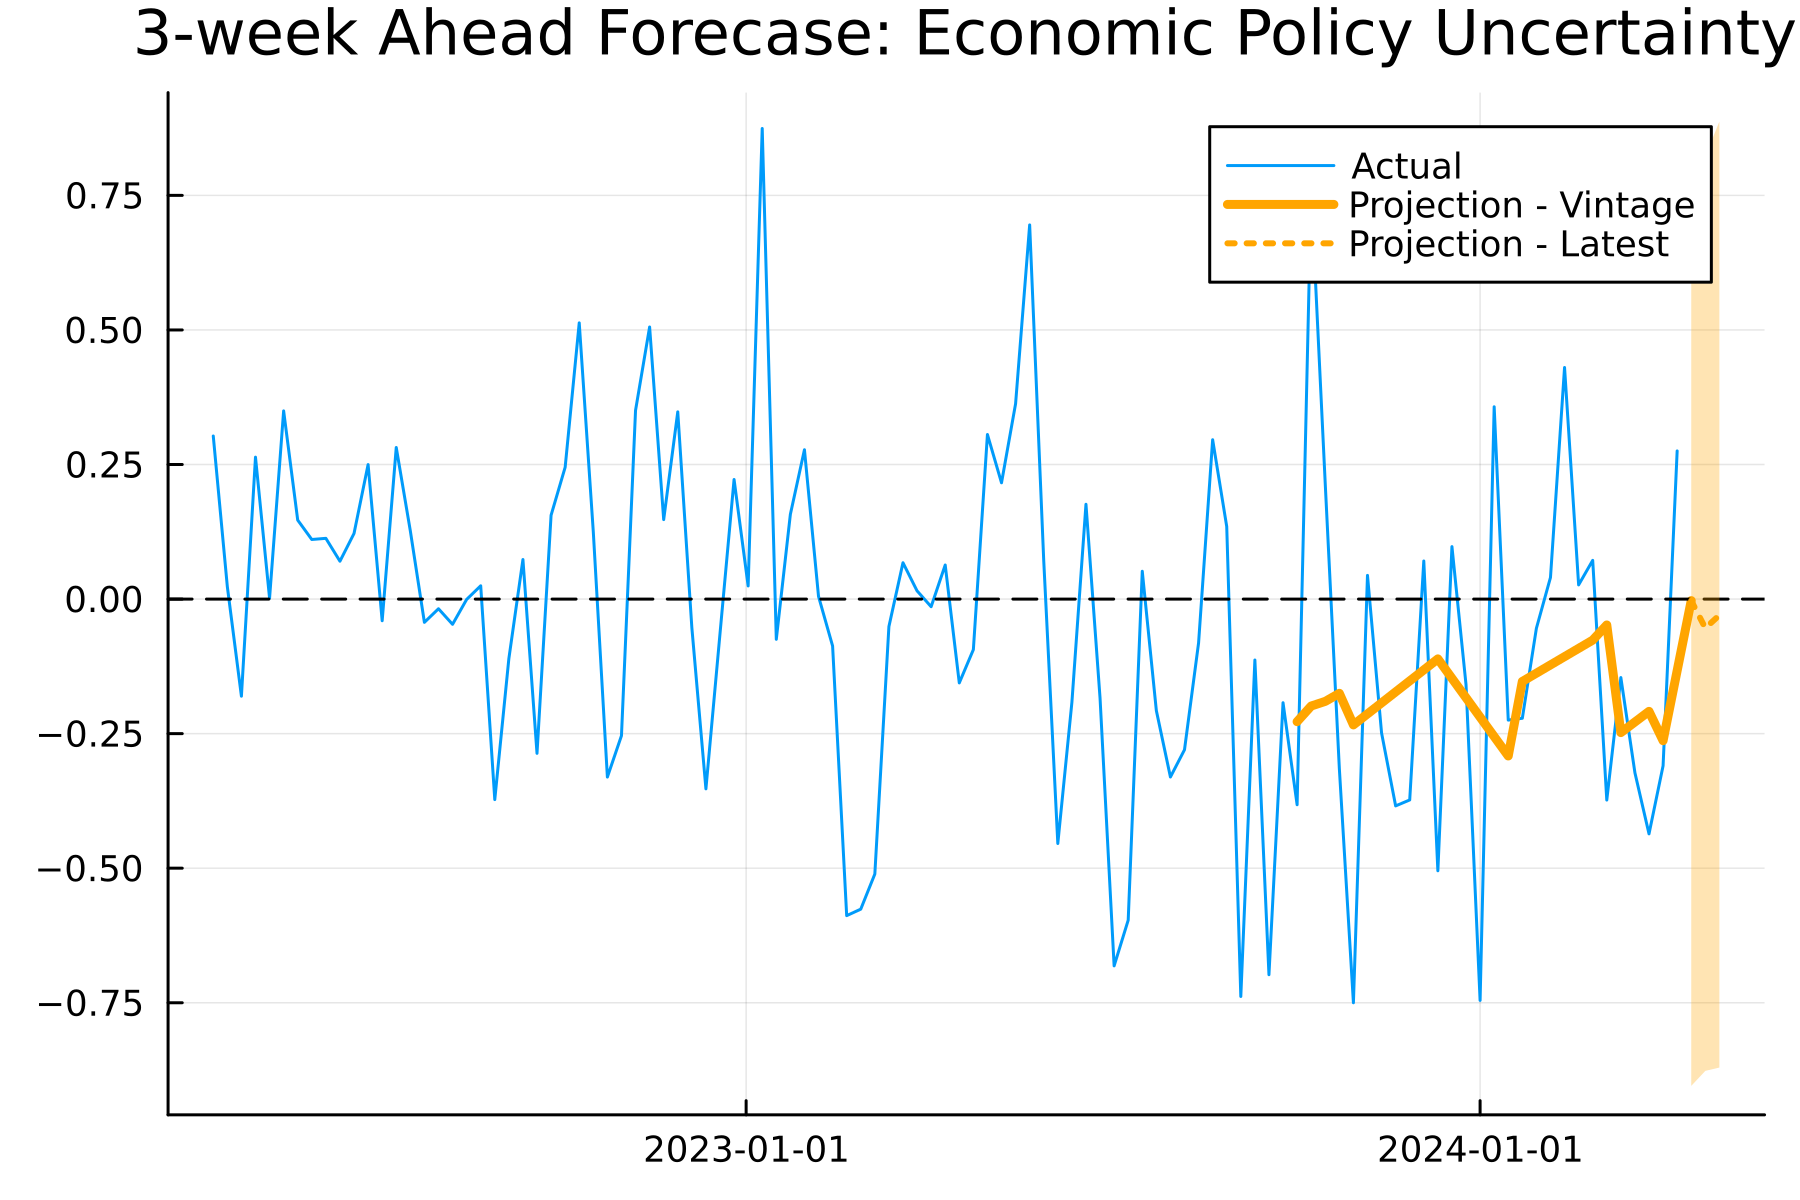 3-week Ahead Forecase: Economic Policy Uncertainty
Actual
Projection - Vintage
Projection - Latest
0.75
0.50
0.25
0.00
−0.25
−0.50
−0.75
2023-01-01
2024-01-01